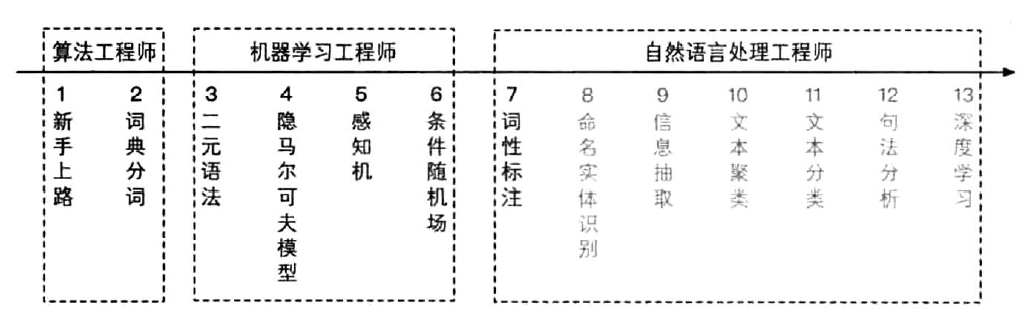 算法工程师
机器学习工程师
自然语言处理工程师
1 新手上路
2 词典分词
3 二元语法
4 隐马尔可夫模型
5 感知机
6 条件随机场
7 词性标注
8 命名实体识别
9 信息抽取
10 文本聚类
11 文本分类
12 句法分析
13 深度学习